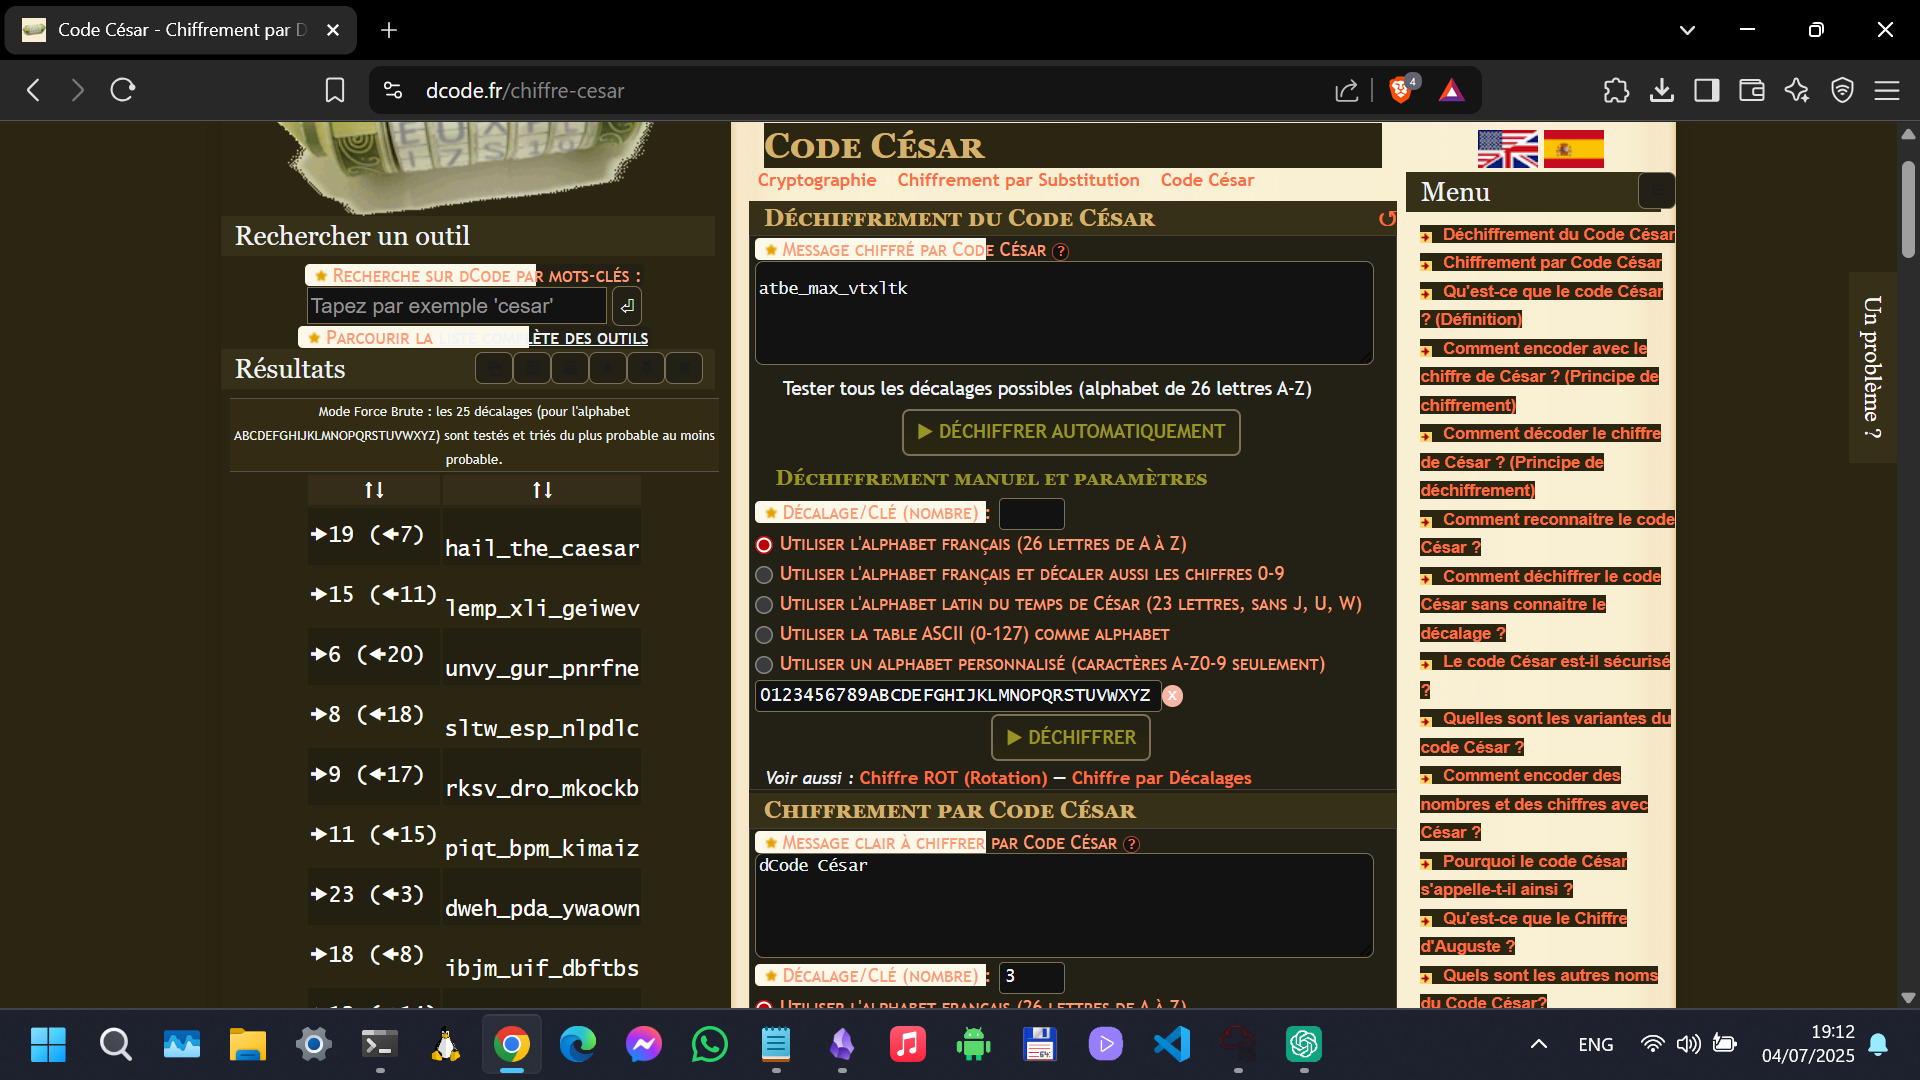 Code César - Chiffrement par D
dcode.fr/chiffre-cesar
4
Rechercher un outil
Recherche sur dCode par mots-clés :
Tapez par exemple 'cesar'
Parcourir la liste complète des outils
Résultats
Mode Force Brute : les 25 décalages (pour l'alphabet
ABCDEFGHIJKLMNOPQRSTUVWXYZ) sont testés et triés du plus probable au moins
probable.
↑↓ ↑↓
➔19 (←7) hail_the_caesar
➔15 (←11) lemp_xli_geiwev
➔6 (←20) unvy_gur_pnrfne
➔8 (←18) sltw_esp_nlpdlc
➔9 (←17) rksv_dro_mkockb
➔11 (←15) piqt_bpm_kimaiz
➔23 (←3) dweh_pda_ywaown
➔18 (←8) ibjm_uif_dbftbs
Code César
Cryptographie Chiffrement par Substitution Code César
Déchiffrement du Code César
Message chiffré par Code César ?
atbe_max_vtxltk
Tester tous les décalages possibles (alphabet de 26 lettres A-Z)
▶ DÉCHIFFRER AUTOMATIQUEMENT
Déchiffrement manuel et paramètres
Décalage/Clé (nombre) :
Utiliser l'alphabet français (26 lettres de A à Z)
Utiliser l'alphabet français et décaler aussi les chiffres 0-9
Utiliser l'alphabet latin du temps de César (23 lettres, sans J, U, W)
Utiliser la table ASCII (0-127) comme alphabet
Utiliser un alphabet personnalisé (caractères A-Z0-9 seulement)
0123456789ABCDEFGHIJKLMNOPQRSTUVWXYZ x
▶ DÉCHIFFRER
Voir aussi : Chiffre ROT (Rotation) — Chiffre par Décalages
Chiffrement par Code César
Message clair à chiffrer par Code César ?
dCode César
Décalage/Clé (nombre) : 3
Utiliser l'alphabet français (26 lettres de A à Z)
Menu
Déchiffrement du Code César
Chiffrement par Code César
Qu'est-ce que le code César
? (Définition)
Comment encoder avec le
chiffre de César ? (Principe de
chiffrement)
Comment décoder le chiffre
de César ? (Principe de
déchiffrement)
Comment reconnaitre le code
César ?
Comment déchiffrer le code
César sans connaitre le
décalage ?
Le code César est-il sécurisé
?
Quelles sont les variantes du
code César ?
Comment encoder des
nombres et des chiffres avec
César ?
Pourquoi le code César
s'appelle-t-il ainsi ?
Qu'est-ce que le Chiffre
d'Auguste ?
Quels sont les autres noms
du Code César?
Un problème ?
64
ENG
19:12
04/07/2025